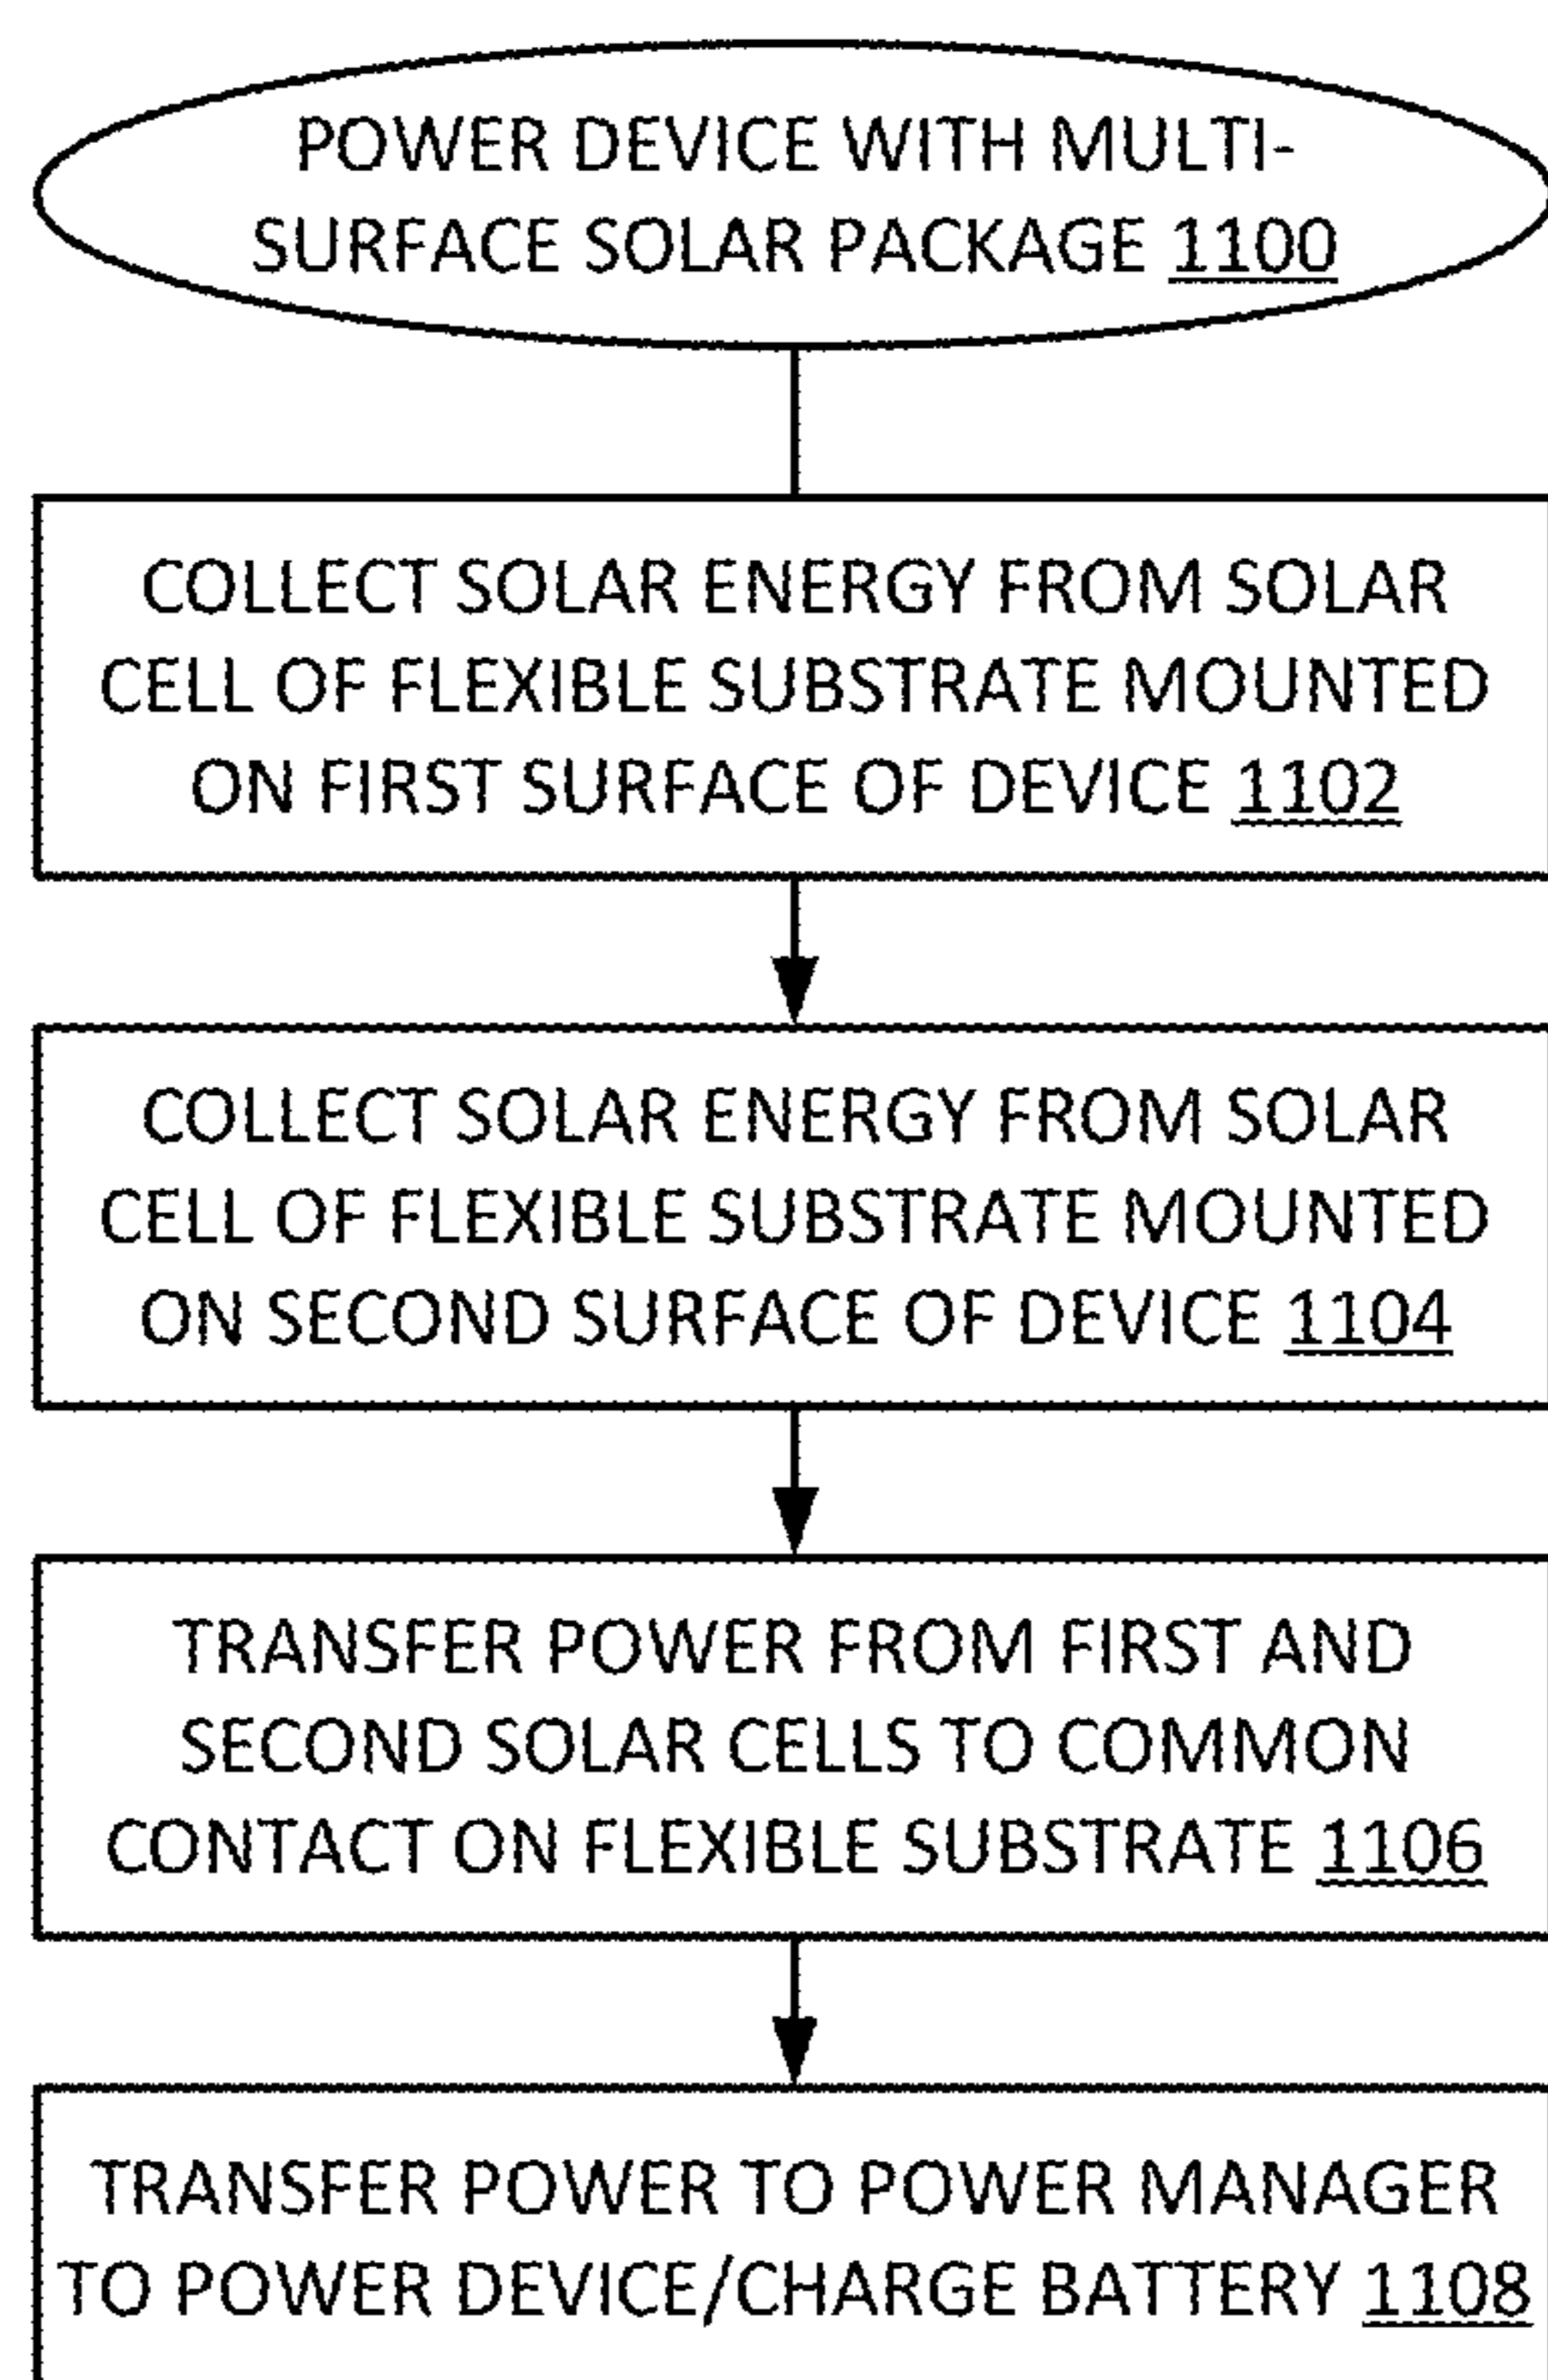 POWER DEVICE WITH MULTI-
SURFACE SOLAR PACKAGE 1100
COLLECT SOLAR ENERGY FROM SOLAR
CELL OF FLEXIBLE SUBSTRATE MOUNTED
ON FIRST SURFACE OF DEVICE 1102
COLLECT SOLAR ENERGY FROM SOLAR
CELL OF FLEXIBLE SUBSTRATE MOUNTED
ON SECOND SURFACE OF DEVICE 1104
TRANSFER POWER FROM FIRST AND
SECOND SOLAR CELLS TO COMMON
CONTACT ON FLEXIBLE SUBSTRATE 1106
TRANSFER POWER TO POWER MANAGER
TO POWER DEVICE/CHARGE BATTERY 1108